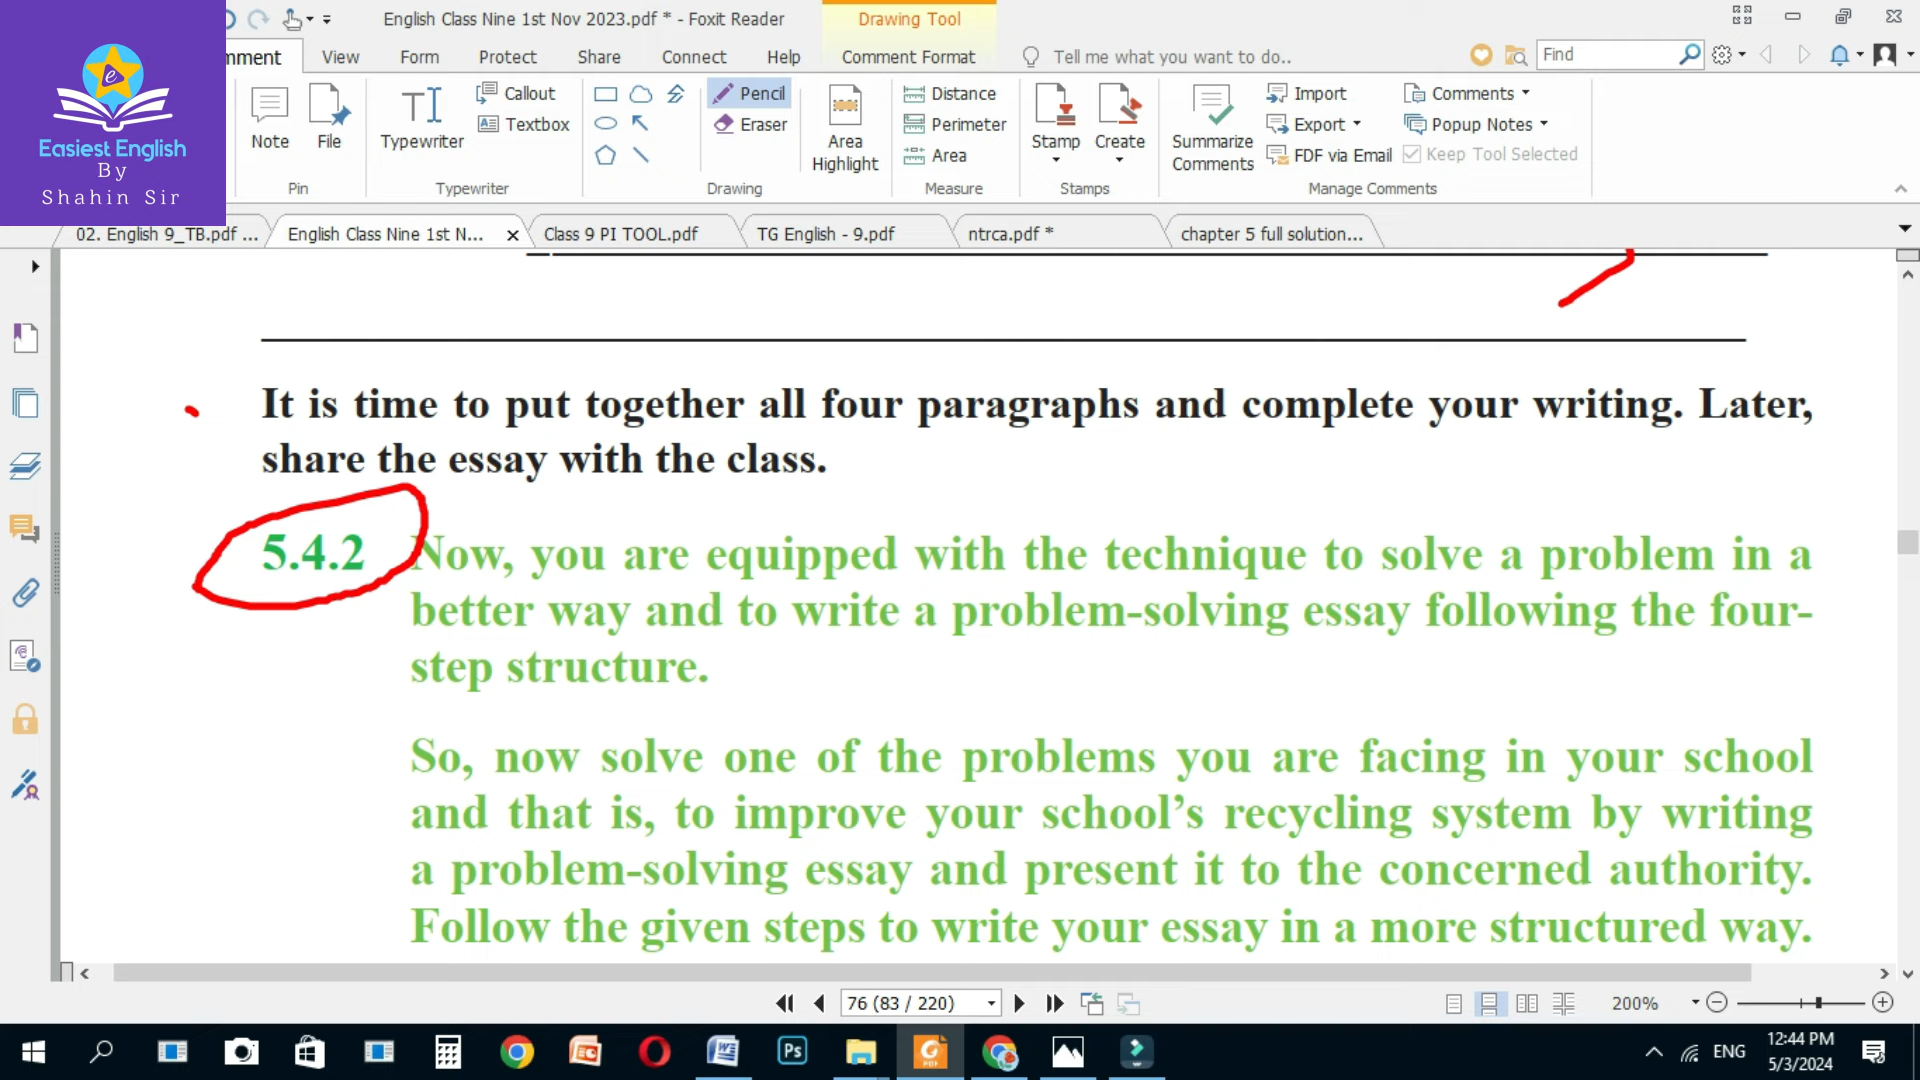 English Class Nine 1st Nov 2023.pdf * - Foxit Reader
Drawing Tool
mment
View
Form
Protect
Share
Connect
Help
Comment Format
Tell me what you want to do..
Find
Easiest English
By
Shahin Sir
Note
File
Pin
Typewriter
Callout
Textbox
Typewriter
Pencil
Eraser
Drawing
Area
Highlight
Distance
Perimeter
Area
Measure
Stamp
Create
Stamps
Summarize
Comments
Import
Export
FDF via Email
Comments
Popup Notes
Keep Tool Selected
Manage Comments
02. English 9_TB.pdf ...
English Class Nine 1st N...
Class 9 PI TOOL.pdf
TG English - 9.pdf
ntrca.pdf *
chapter 5 full solution...
It is time to put together all four paragraphs and complete your writing. Later,
share the essay with the class.
5.4.2 Now, you are equipped with the technique to solve a problem in a
better way and to write a problem-solving essay following the four-
step structure.
So, now solve one of the problems you are facing in your school
and that is, to improve your school's recycling system by writing
a problem-solving essay and present it to the concerned authority.
Follow the given steps to write your essay in a more structured way.
76 (83 / 220)
200%
ENG
12:44 PM
5/3/2024